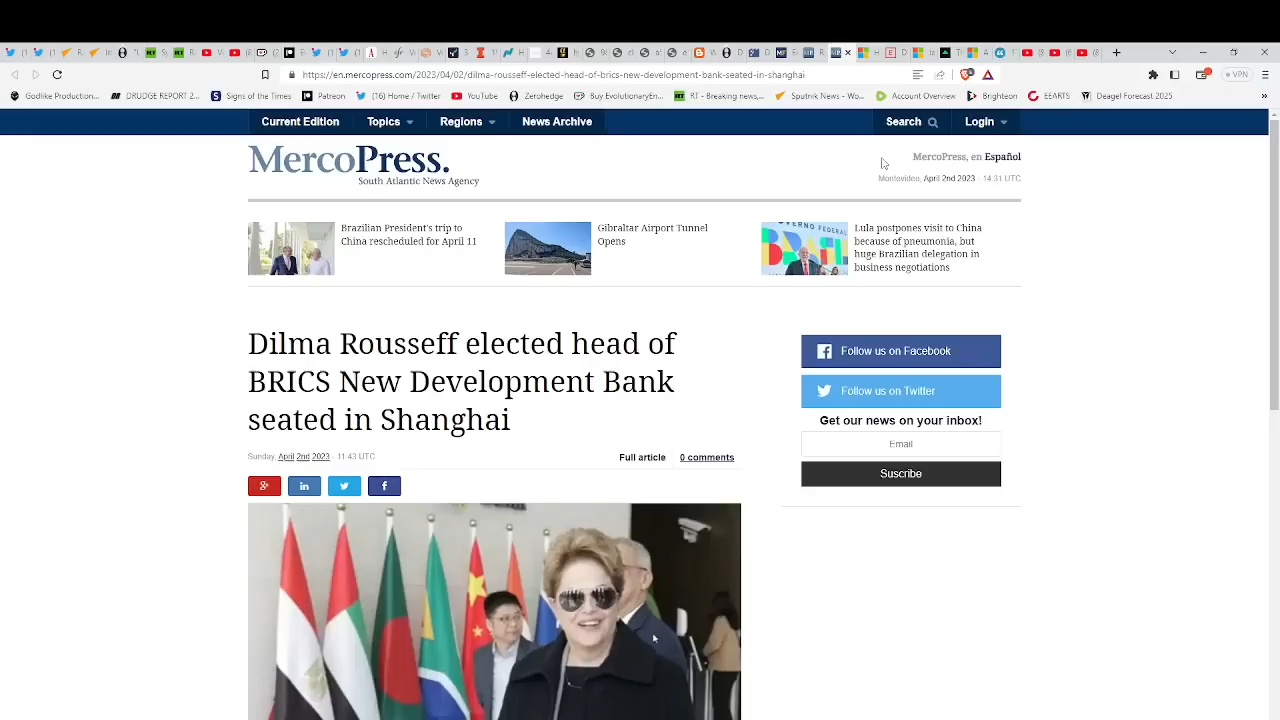 https://en.mercopress.com/2023/04/02/dilma-rousseff-elected-head-of-brics-new-development-bank-seated-in-shanghai
VPN
Godlike Production...
DRUDGE REPORT 2...
Signs of the Times
Patreon
(16) Home / Twitter
YouTube
Zerohedge
Buy EvolutionaryEn...
RT - Breaking news,...
Sputnik News - Wo...
Account Overview
Brighteon
EEARTS
Deagel Forecast 2025
Current Edition
Topics
Regions
News Archive
Search
Login
MercoPress.
South Atlantic News Agency
MercoPress, en Español
Montevideo, April 2nd 2023 - 14:31 UTC
Brazilian President's trip to
China rescheduled for April 11
Gibraltar Airport Tunnel
Opens
Lula postpones visit to China
because of pneumonia, but
huge Brazilian delegation in
business negotiations
Dilma Rousseff elected head of
BRICS New Development Bank
seated in Shanghai
Sunday, April 2nd 2023 - 11:43 UTC
Full article
0 comments
Follow us on Facebook
Follow us on Twitter
Get our news on your inbox!
Email
Suscribe